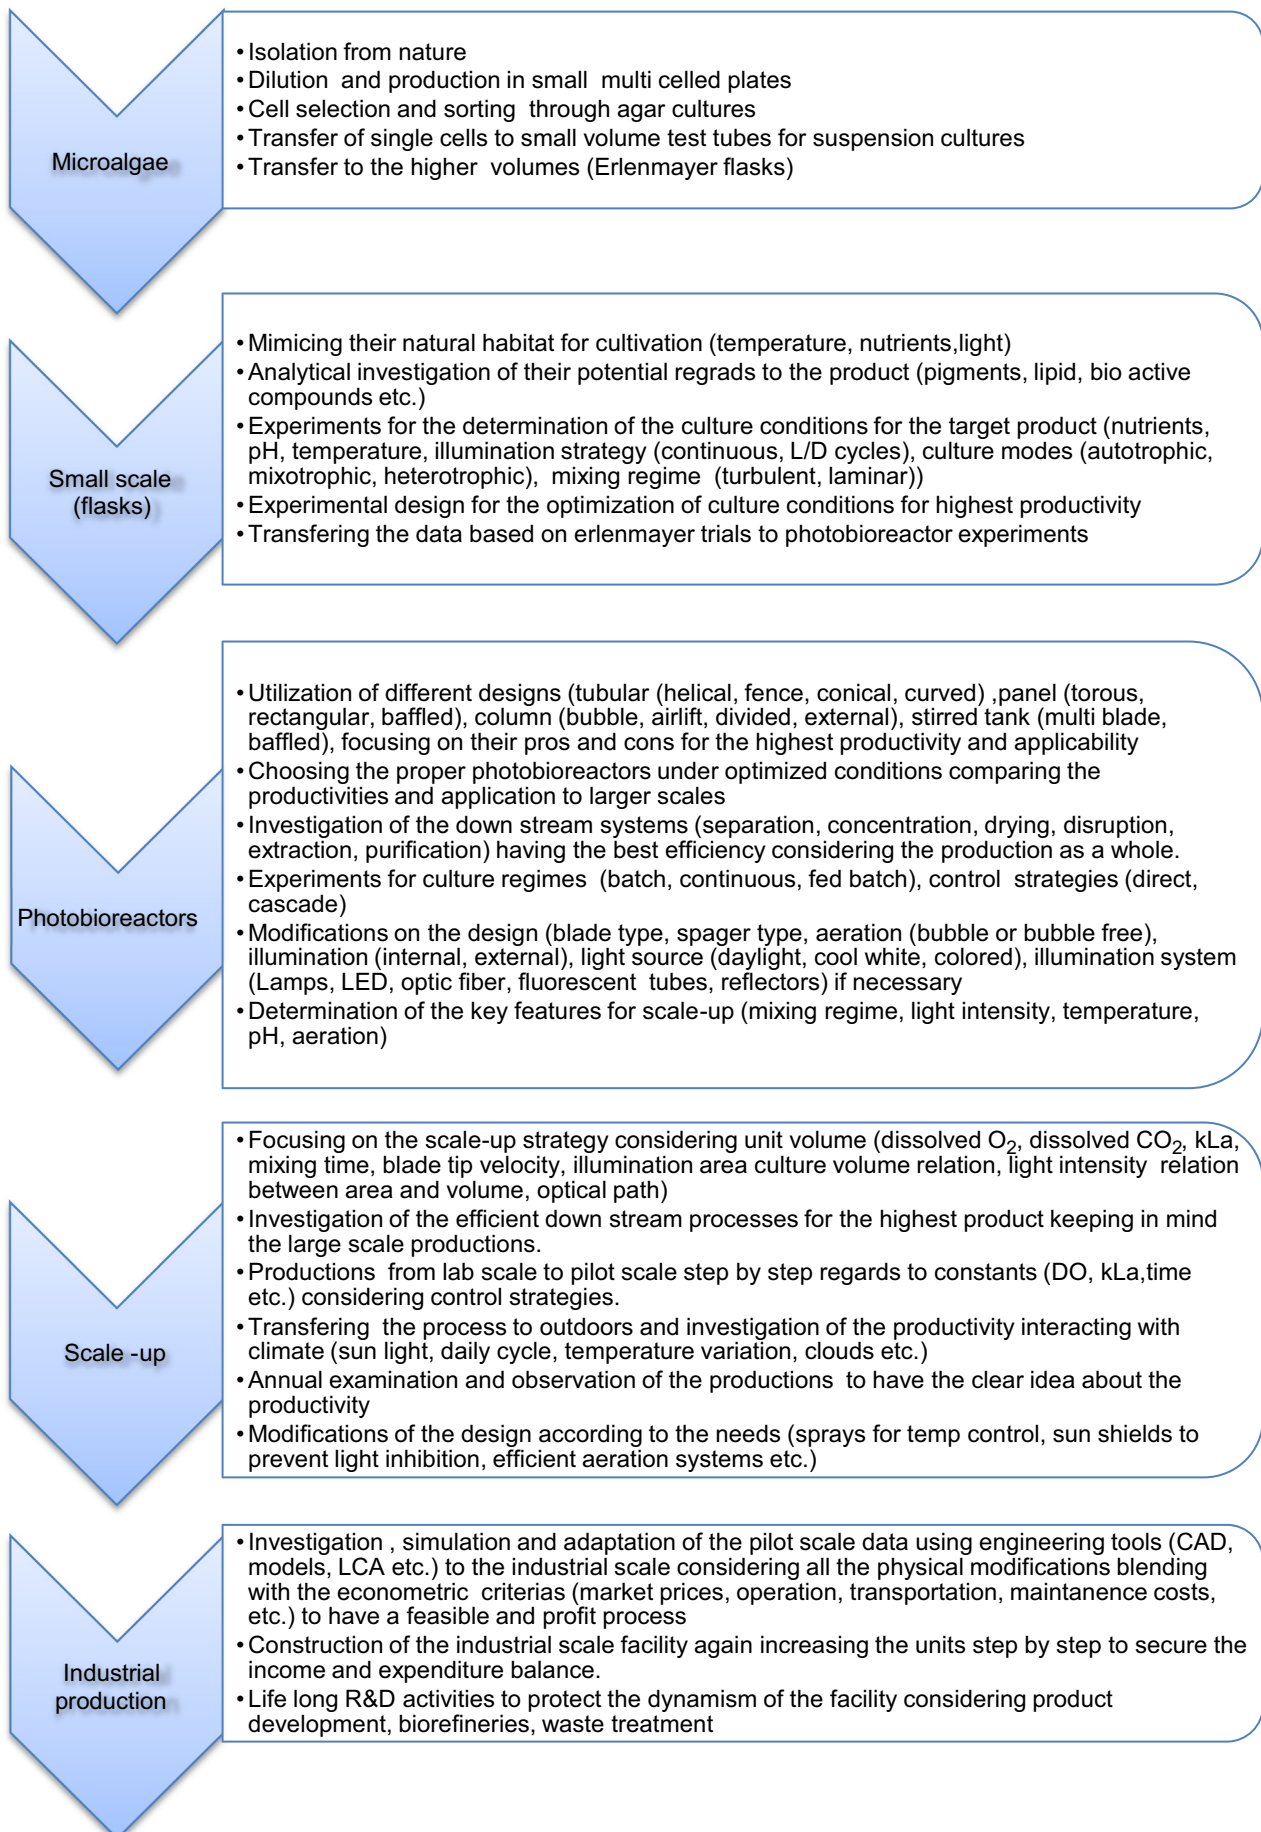 Microalgae
•Isolation from nature
•Dilution and production in small multi celled plates
•Cell selection and sorting through agar cultures
•Transfer of single cells to small volume test tubes for suspension cultures
•Transfer to the higher volumes (Erlenmayer flasks)
Small scale
(flasks)
•Mimicing their natural habitat for cultivation (temperature, nutrients,light)
•Analytical investigation of their potential regrads to the product (pigments, lipid, bio active
compounds etc.)
•Experiments for the determination of the culture conditions for the target product (nutrients,
pH, temperature, illumination strategy (continuous, L/D cycles), culture modes (autotrophic,
mixotrophic, heterotrophic), mixing regime (turbulent, laminar))
•Experimental design for the optimization of culture conditions for highest productivity
•Transfering the data based on erlenmayer trials to photobioreactor experiments
Photobioreactors
•Utilization of different designs (tubular (helical, fence, conical, curved) ,panel (torous,
rectangular, baffled), column (bubble, airlift, divided, external), stirred tank (multi blade,
baffled), focusing on their pros and cons for the highest productivity and applicability
•Choosing the proper photobioreactors under optimized conditions comparing the
productivities and application to larger scales
•Investigation of the down stream systems (separation, concentration, drying, disruption,
extraction, purification) having the best efficiency considering the production as a whole.
•Experiments for culture regimes (batch, continuous, fed batch), control strategies (direct,
cascade)
•Modifications on the design (blade type, spager type, aeration (bubble or bubble free),
illumination (internal, external), light source (daylight, cool white, colored), illumination system
(Lamps, LED, optic fiber, fluorescent tubes, reflectors) if necessary
•Determination of the key features for scale-up (mixing regime, light intensity, temperature,
pH, aeration)
Scale -up
•Focusing on the scale-up strategy considering unit volume (dissolved O2, dissolved CO2, kLa,
mixing time, blade tip velocity, illumination area culture volume relation, light intensity relation
between area and volume, optical path)
•Investigation of the efficient down stream processes for the highest product keeping in mind
the large scale productions.
•Productions from lab scale to pilot scale step by step regards to constants (DO, kLa,time
etc.) considering control strategies.
•Transfering the process to outdoors and investigation of the productivity interacting with
climate (sun light, daily cycle, temperature variation, clouds etc.)
•Annual examination and observation of the productions to have the clear idea about the
productivity
•Modifications of the design according to the needs (sprays for temp control, sun shields to
prevent light inhibition, efficient aeration systems etc.)
Industrial
production
•Investigation , simulation and adaptation of the pilot scale data using engineering tools (CAD,
models, LCA etc.) to the industrial scale considering all the physical modifications blending
with the econometric criterias (market prices, operation, transportation, maintanence costs,
etc.) to have a feasible and profit process
•Construction of the industrial scale facility again increasing the units step by step to secure the
income and expenditure balance.
•Life long R&D activities to protect the dynamism of the facility considering product
development, biorefineries, waste treatment